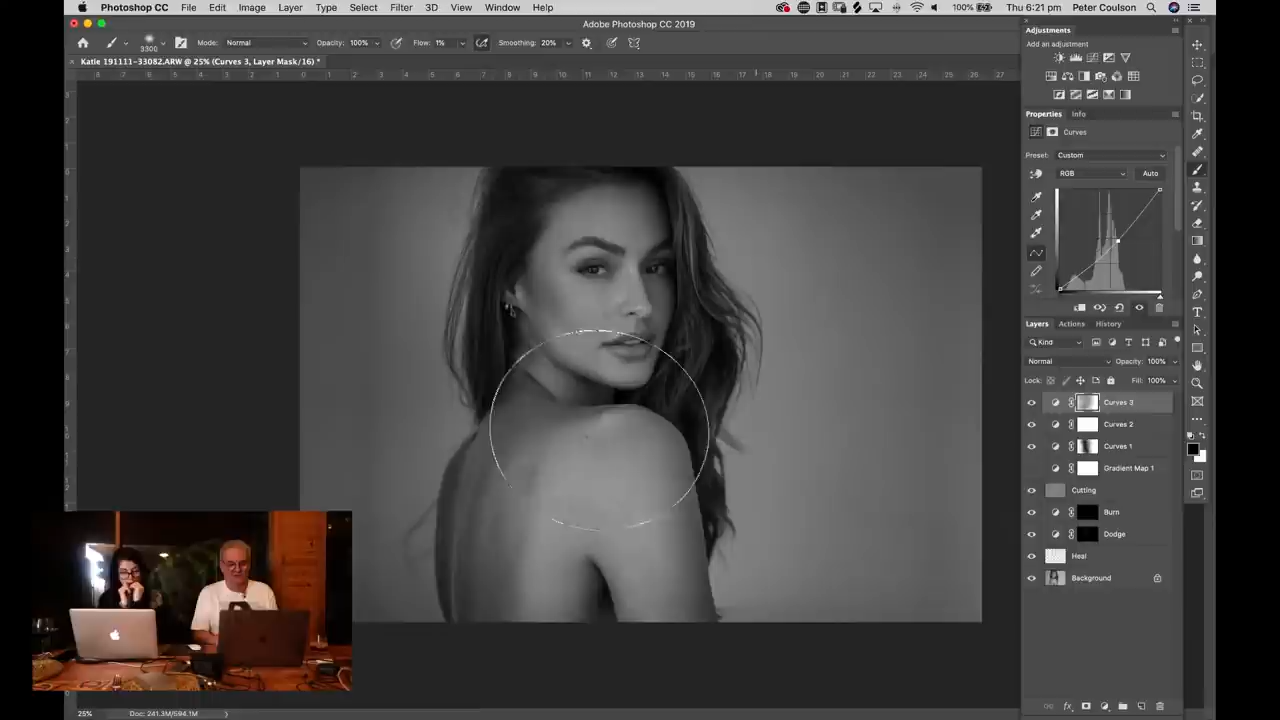 Photoshop CC File Edit Image Layer Type Select Filter 3D View Window Help 100% Thu 6:21 pm Peter Coulson
Adobe Photoshop CC 2019
3300 Mode: Normal Opacity: 100% Flow: 1% Smoothing: 20%
Katie 191111-33082.ARW @ 25% (Curves 3, Layer Mask/16) *
Adjustments
Add an adjustment
Properties Info
Curves
Preset: Custom
RGB Auto
Layers Actions History
Kind
Normal Opacity: 100%
Lock: Fill: 100%
Curves 3
Curves 2
Curves 1
Gradient Map 1
Cutting
Burn
Dodge
Heal
Background
25% Doc: 241.3M/594.1M